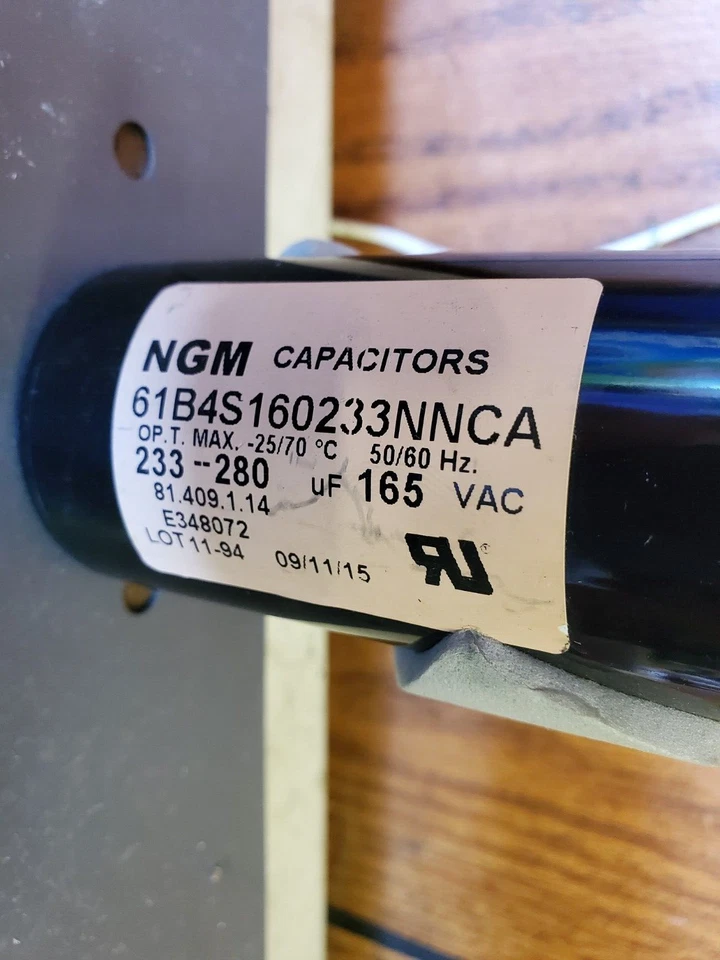 NGM CAPACITORS
61B4S160233NNCA
OP.T. MAX. -25/70 °C 50/60 Hz.
233--280 uF 165 VAC
81.409.1.14
E348072
LOT 11-94 09/11/15